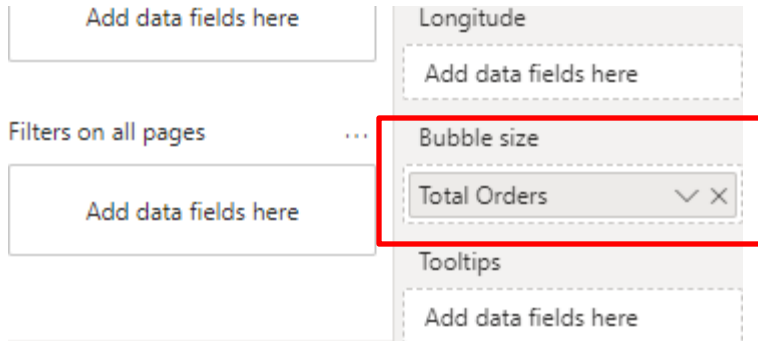 Add data fields here
Filters on all pages
...
Add data fields here
Longitude
Add data fields here
Bubble size
Total Orders
Tooltips
Add data fields here